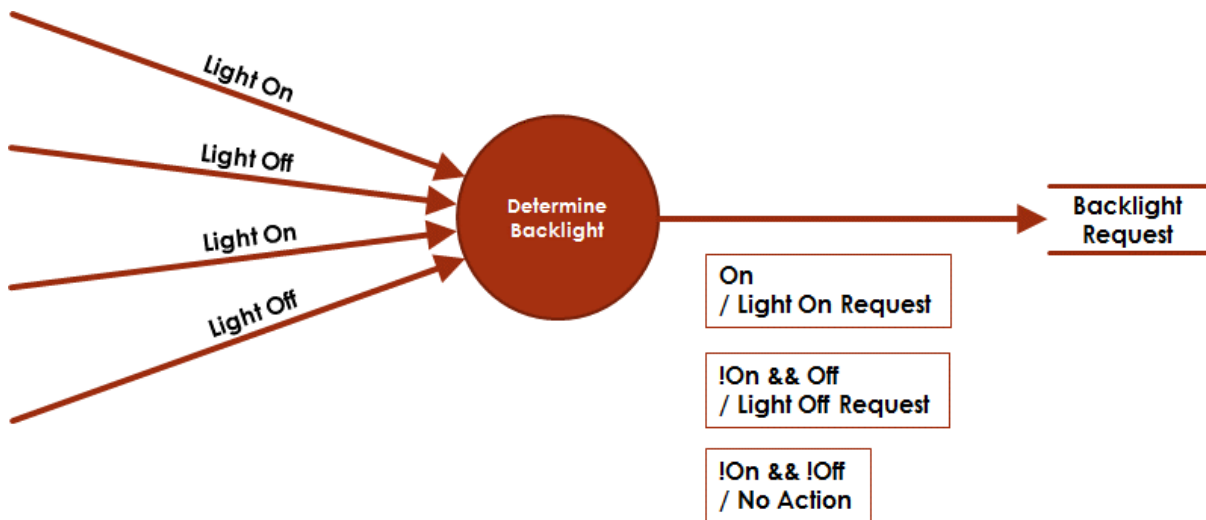 Light On
Light Off
Light On
Light Off
Determine
Backlight
Backlight
Request
On
/ Light On Request
!On && Off
/ Light Off Request
!On && !Off
/ No Action